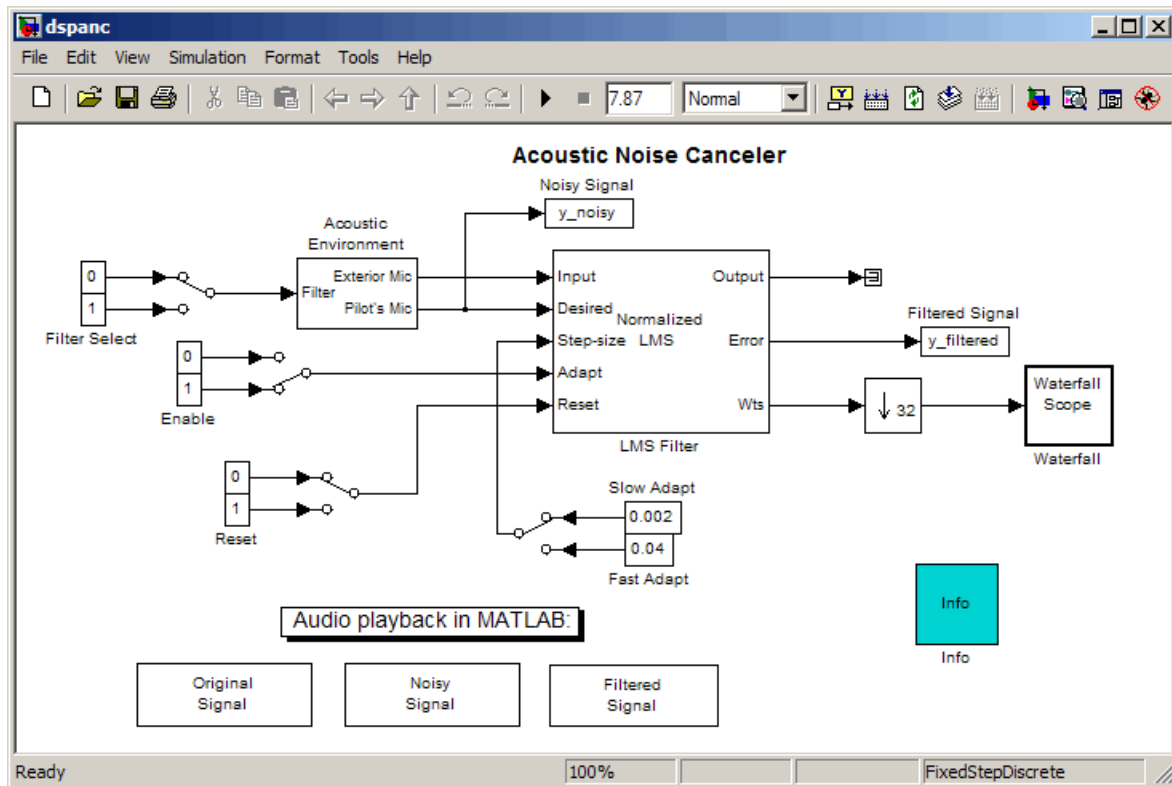 dspanc
File Edit View Simulation Format Tools Help
7.87 Normal
Acoustic Noise Canceler
Noisy Signal
y_noisy
Acoustic
Environment
Exterior Mic
Filter
Pilot's Mic
0
1
Filter Select
0
1
Enable
0
1
Reset
Input
Desired
Step-size
Adapt
Reset
Normalized
LMS
Output
Error
Wts
LMS Filter
Filtered Signal
y_filtered
32
Waterfall
Scope
Waterfall
Slow Adapt
0.002
0.04
Fast Adapt
Info
Info
Audio playback in MATLAB:
Original
Signal
Noisy
Signal
Filtered
Signal
Ready 100% FixedStepDiscrete